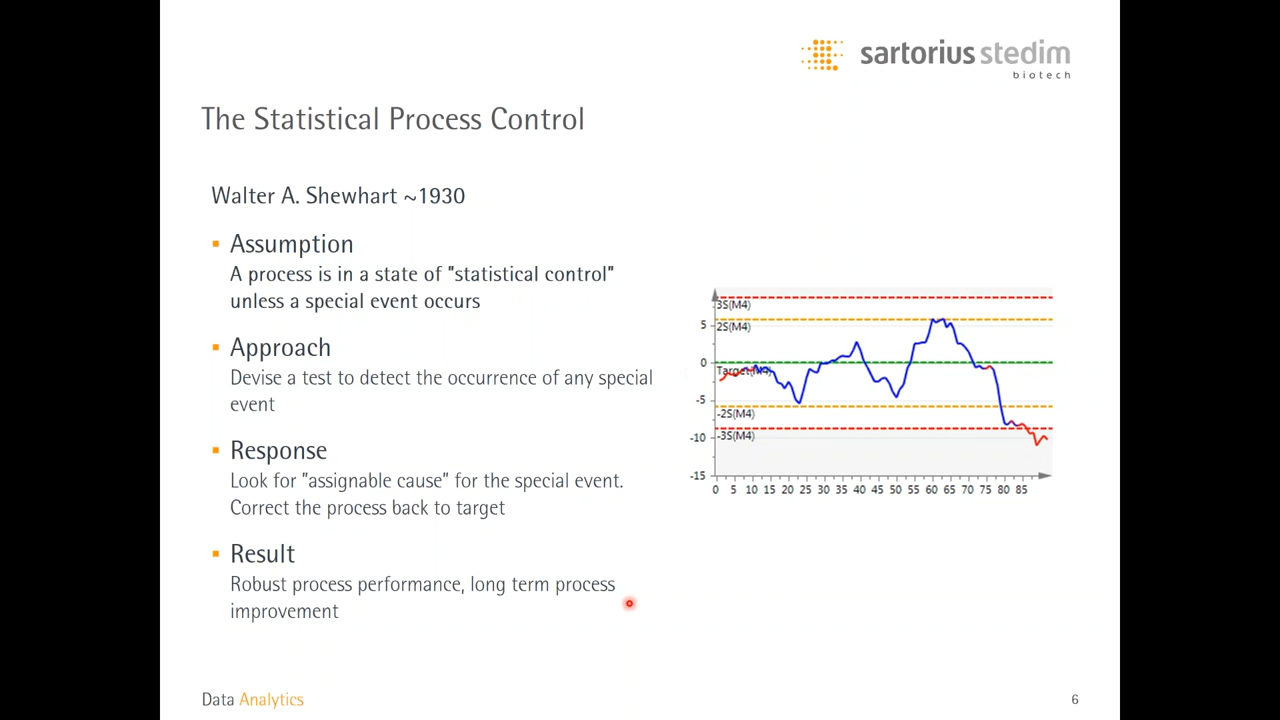 sartorius stedim
biotech
The Statistical Process Control
Walter A. Shewhart ~1930
Assumption
A process is in a state of "statistical control"
unless a special event occurs
Approach
Devise a test to detect the occurrence of any special
event
Response
Look for "assignable cause" for the special event.
Correct the process back to target
Result
Robust process performance, long term process
improvement
3S(M4)
5
2S(M4)
0
Target(M4)
-5
-2S(M4)
-3S(M4)
-10
-15
0 5 10 15 20 25 30 35 40 45 50 55 60 65 70 75 80 85
Data Analytics
6